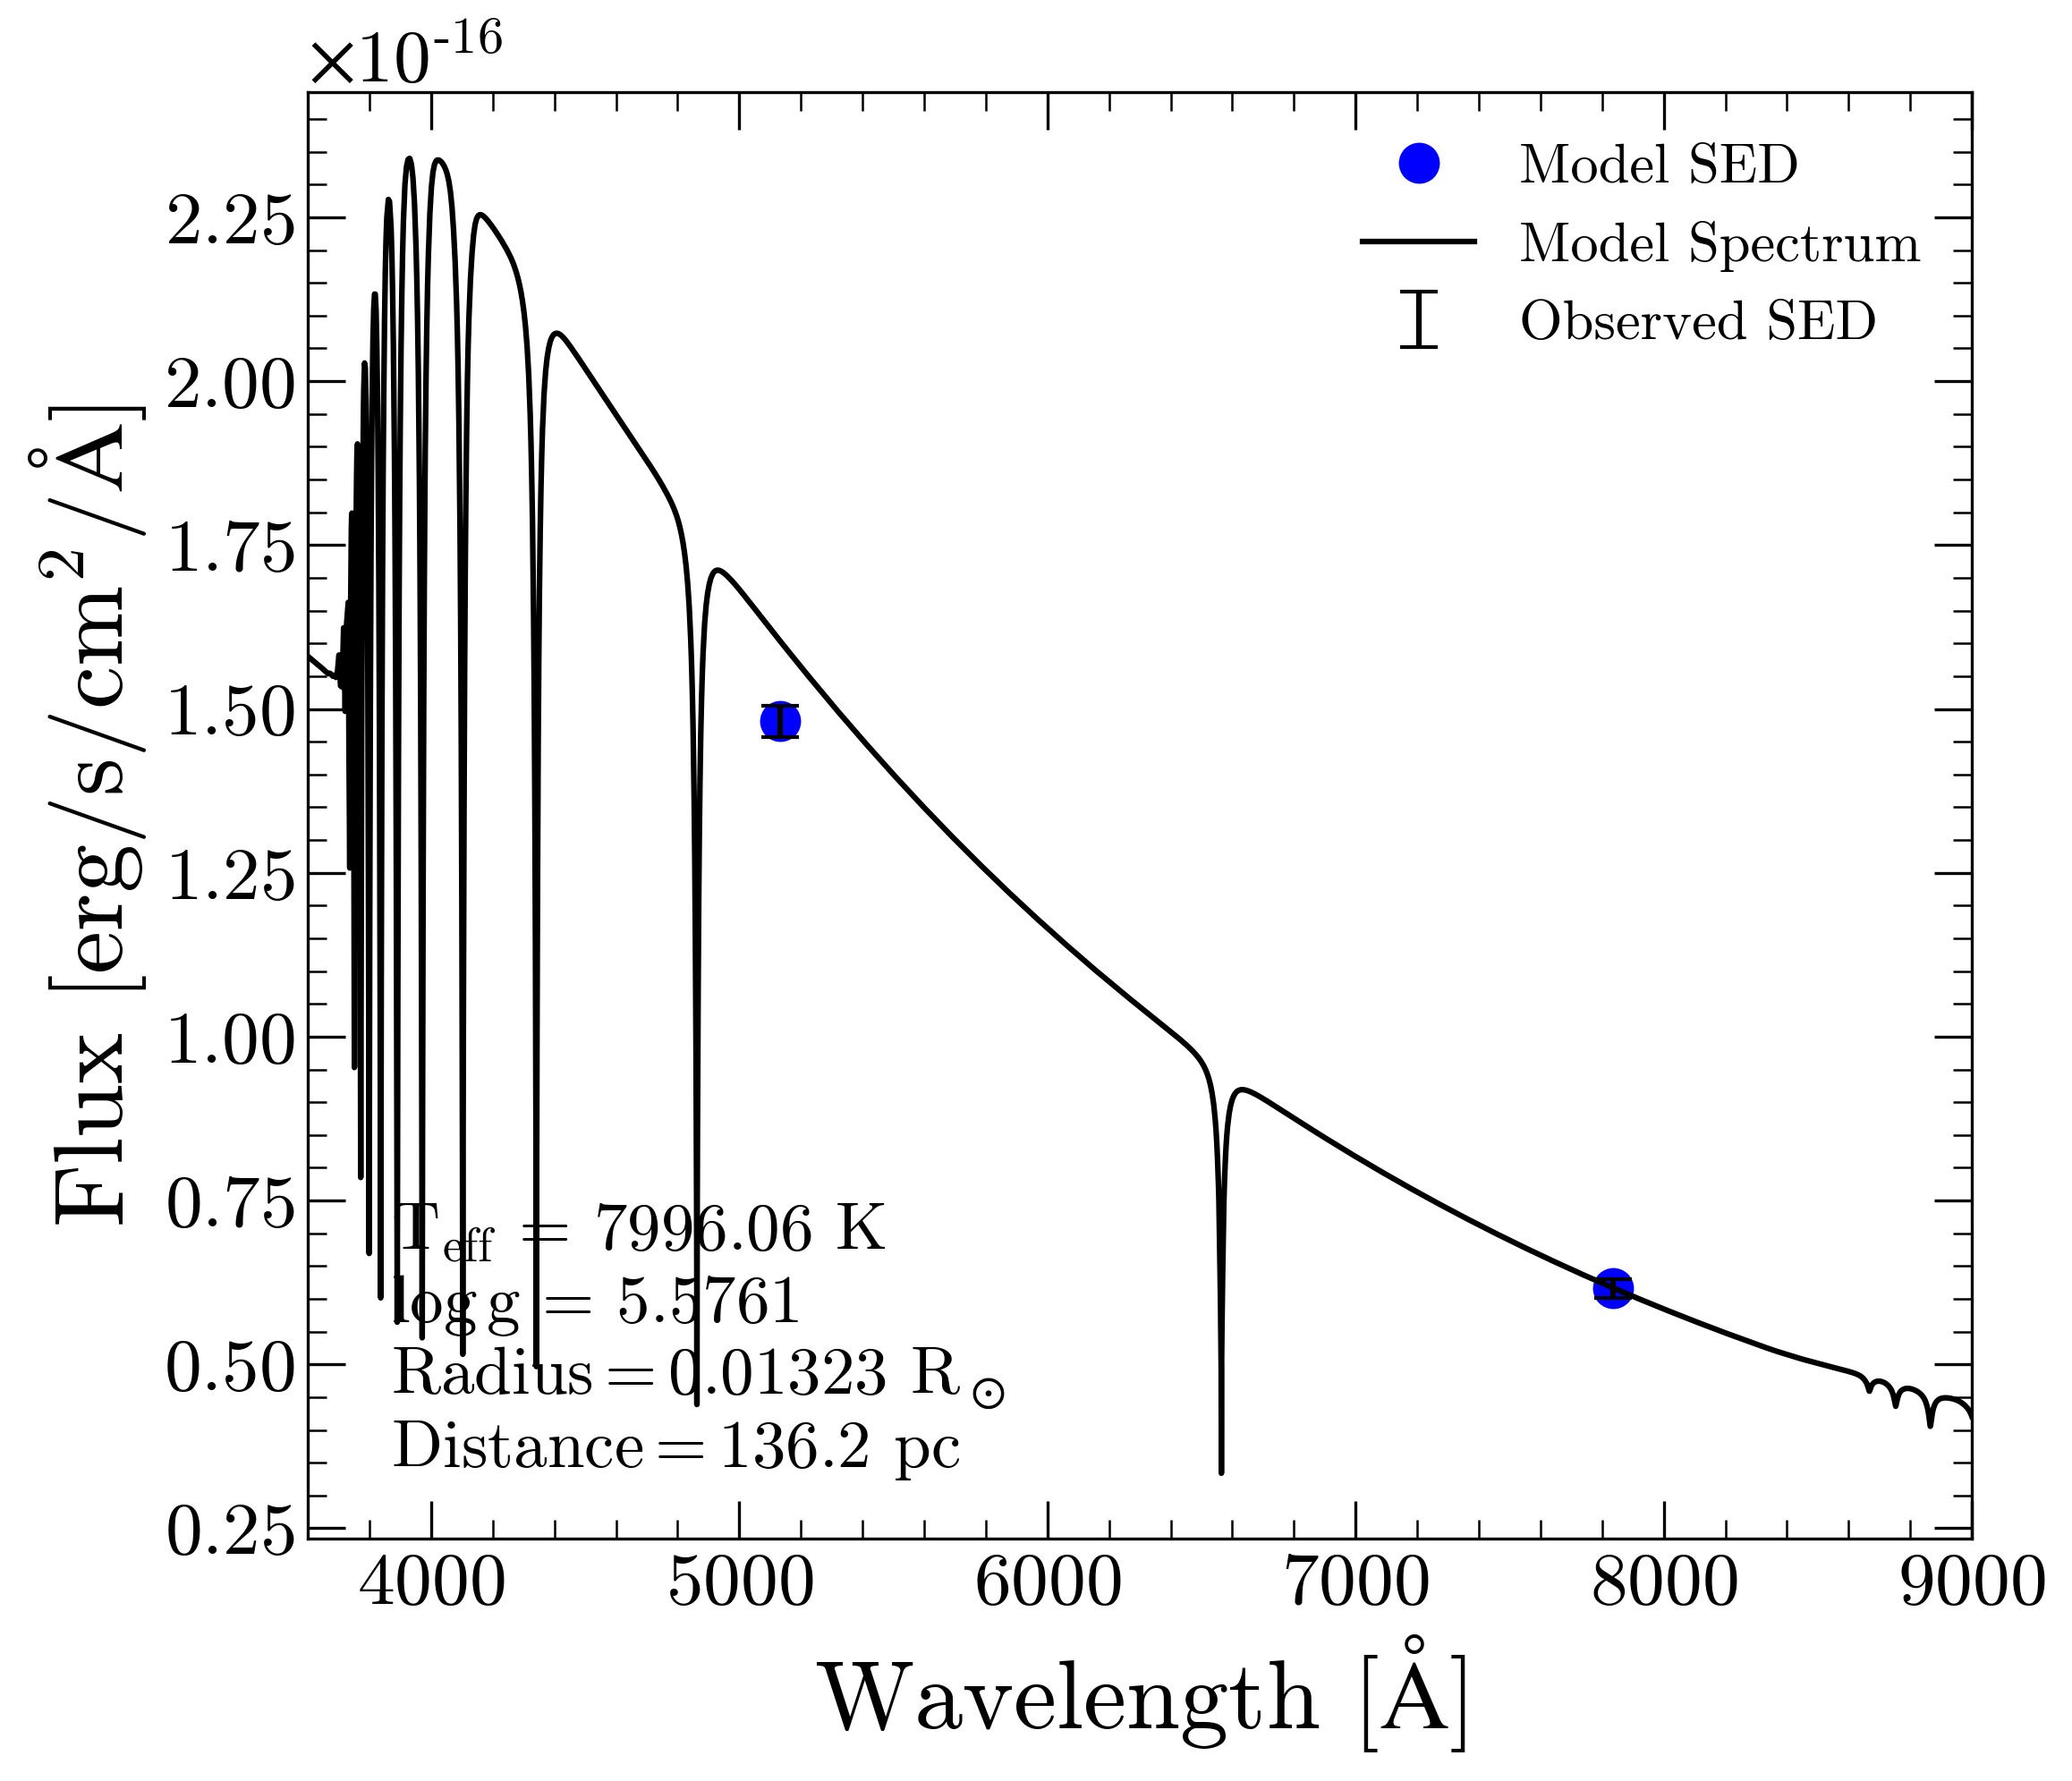 ×10⁻¹⁶
Model SED
Model Spectrum
Observed SED
Flux [erg/s/cm²/Å]
2.25
2.00
1.75
1.50
1.25
1.00
0.75
0.50
0.25
T_eff = 7996.06 K
log g = 5.5761
Radius = 0.01323 R_⊙
Distance = 136.2 pc
4000 5000 6000 7000 8000 9000
Wavelength [Å]